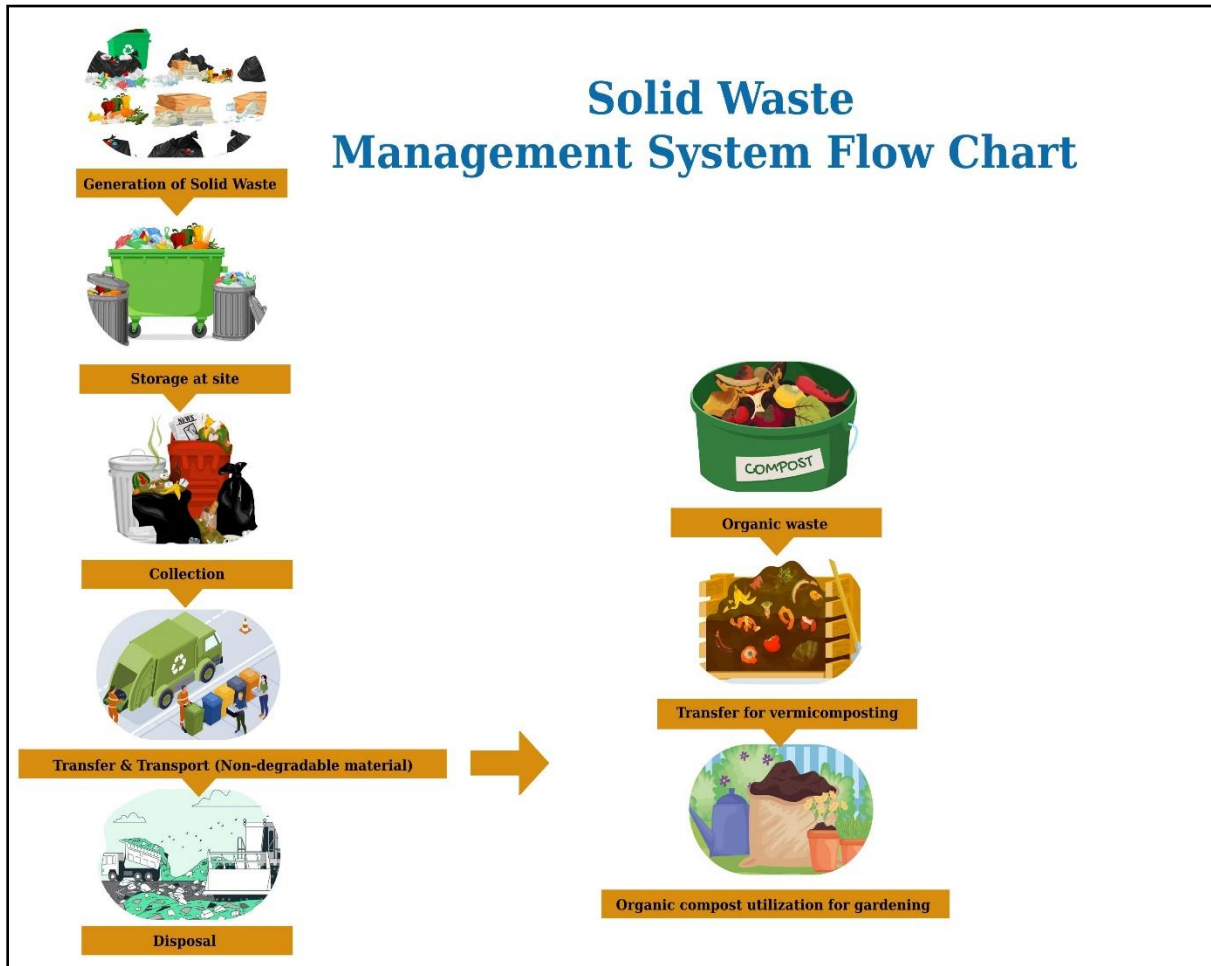 Solid Waste
Management System Flow Chart
Generation of Solid Waste
Storage at site
NEWS
Collection
Transfer & Transport (Non-degradable material)
Disposal
COMPOST
Organic waste
Transfer for vermicomposting
Organic compost utilization for gardening